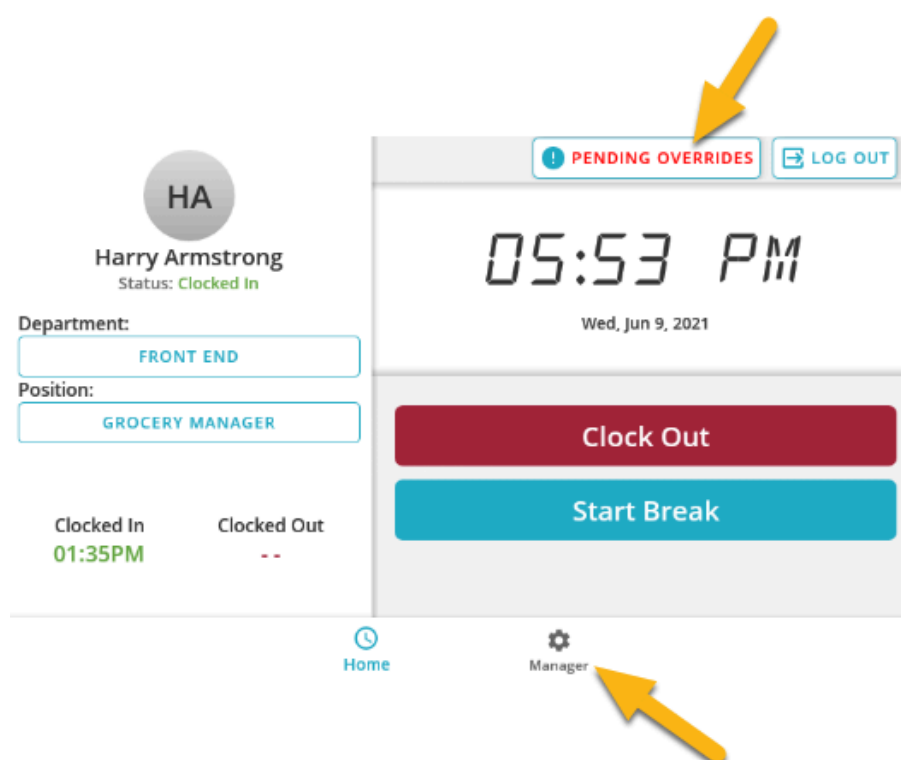 PENDING OVERRIDES
LOG OUT
HA
Harry Armstrong
Status: Clocked In
Department:
FRONT END
Position:
GROCERY MANAGER
Clocked In
Clocked Out
01:35PM
--
05:53 PM
Wed, Jun 9, 2021
Clock Out
Start Break
Home
Manager